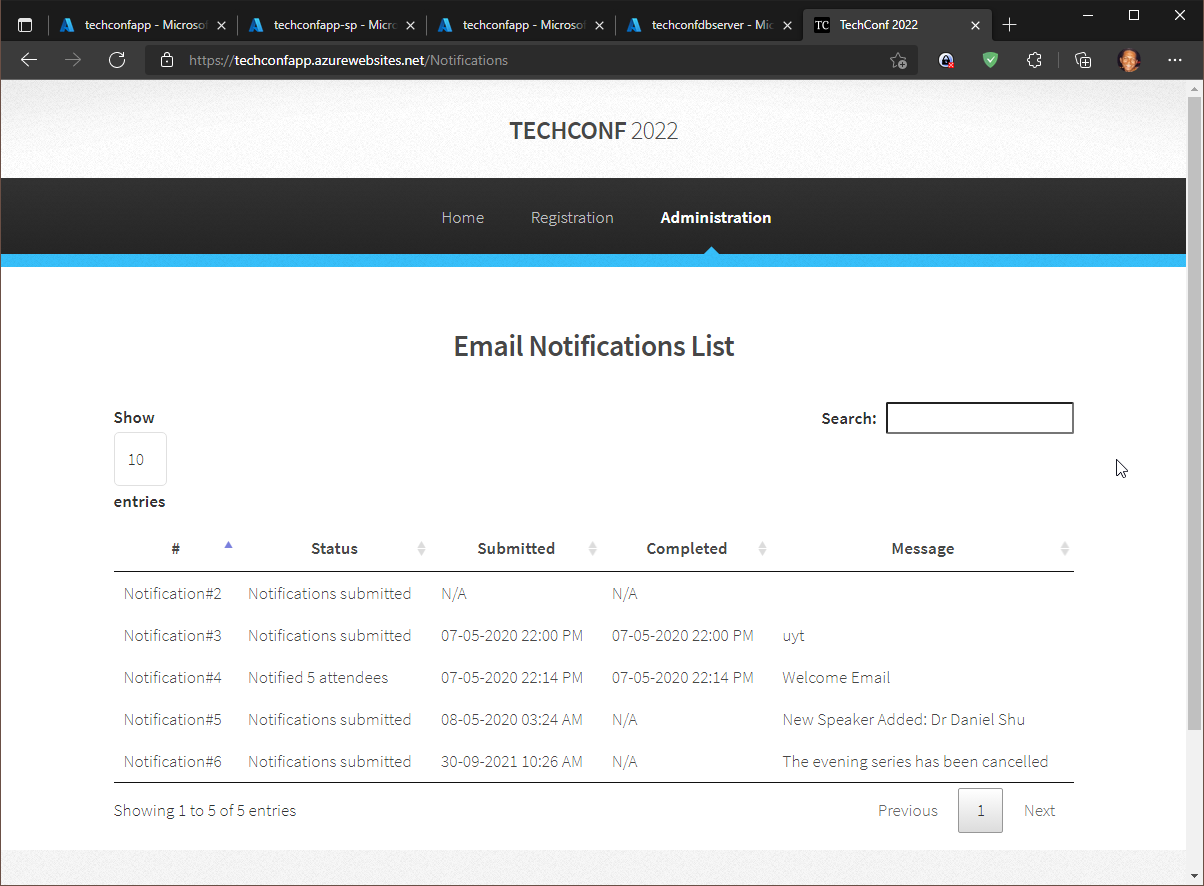 techconfapp - Microso
techconfapp-sp - Micro
techconfapp - Microso
techconfdbserver - Mic
TC TechConf 2022
https://techconfapp.azurewebsites.net/Notifications
TECHCONF 2022
Home Registration Administration
Email Notifications List
Show
Search:
10
entries
# Status Submitted Completed Message
Notification#2 Notifications submitted N/A N/A
Notification#3 Notifications submitted 07-05-2020 22:00 PM 07-05-2020 22:00 PM uyt
Notification#4 Notified 5 attendees 07-05-2020 22:14 PM 07-05-2020 22:14 PM Welcome Email
Notification#5 Notifications submitted 08-05-2020 03:24 AM N/A New Speaker Added: Dr Daniel Shu
Notification#6 Notifications submitted 30-09-2021 10:26 AM N/A The evening series has been cancelled
Showing 1 to 5 of 5 entries
Previous 1 Next